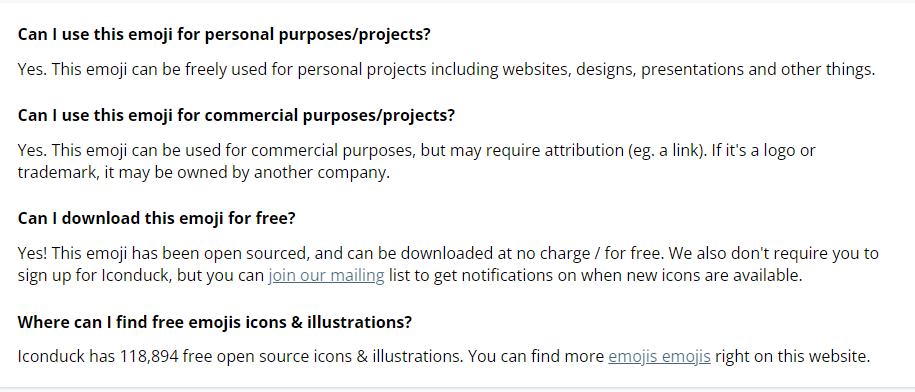 Can I use this emoji for personal purposes/projects?
Yes. This emoji can be freely used for personal projects including websites, designs, presentations and other things.
Can I use this emoji for commercial purposes/projects?
Yes. This emoji can be used for commercial purposes, but may require attribution (eg. a link). If it's a logo or
trademark, it may be owned by another company.
Can I download this emoji for free?
Yes! This emoji has been open sourced, and can be downloaded at no charge / for free. We also don't require you to
sign up for Iconduck, but you can join our mailing list to get notifications on when new icons are available.
Where can I find free emojis icons & illustrations?
Iconduck has 118,894 free open source icons & illustrations. You can find more emojis emojis right on this website.